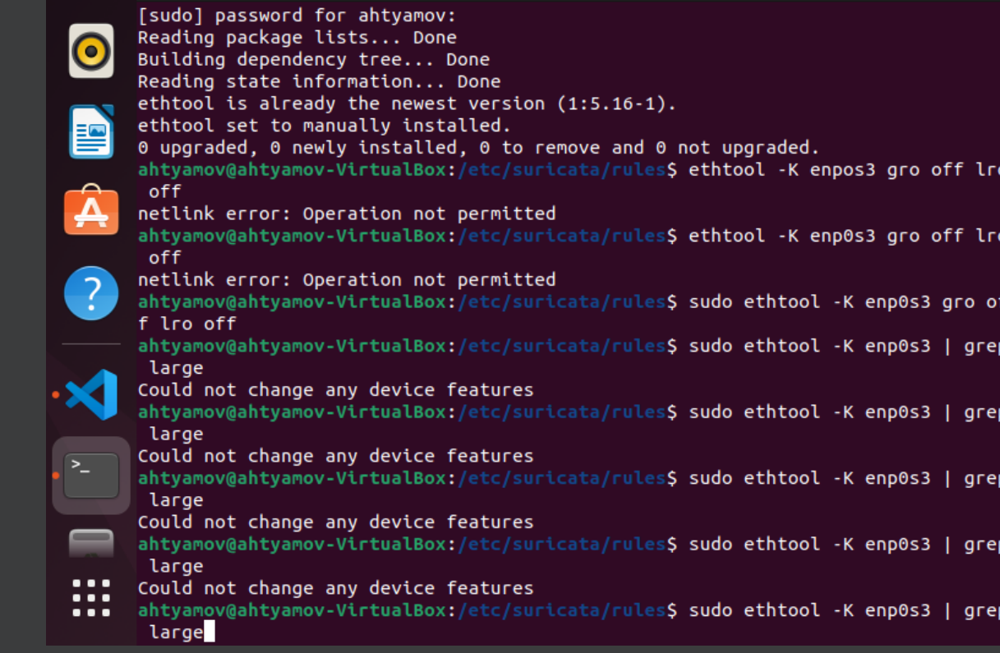 [sudo] password for ahtyamov:
Reading package lists... Done
Building dependency tree... Done
Reading state information... Done
ethtool is already the newest version (1:5.16-1).
ethtool set to manually installed.
0 upgraded, 0 newly installed, 0 to remove and 0 not upgraded.
ahtyamov@ahtyamov-VirtualBox:/etc/suricata/rules$ ethtool -K enpos3 gro off lro
off
netlink error: Operation not permitted
ahtyamov@ahtyamov-VirtualBox:/etc/suricata/rules$ ethtool -K enp0s3 gro off lro
off
netlink error: Operation not permitted
ahtyamov@ahtyamov-VirtualBox:/etc/suricata/rules$ sudo ethtool -K enp0s3 gro of
f lro off
ahtyamov@ahtyamov-VirtualBox:/etc/suricata/rules$ sudo ethtool -K enp0s3 | grep
large
Could not change any device features
ahtyamov@ahtyamov-VirtualBox:/etc/suricata/rules$ sudo ethtool -K enp0s3 | grep
large
Could not change any device features
ahtyamov@ahtyamov-VirtualBox:/etc/suricata/rules$ sudo ethtool -K enp0s3 | grep
large
Could not change any device features
ahtyamov@ahtyamov-VirtualBox:/etc/suricata/rules$ sudo ethtool -K enp0s3 | grep
large
Could not change any device features
ahtyamov@ahtyamov-VirtualBox:/etc/suricata/rules$ sudo ethtool -K enp0s3 | grep
large